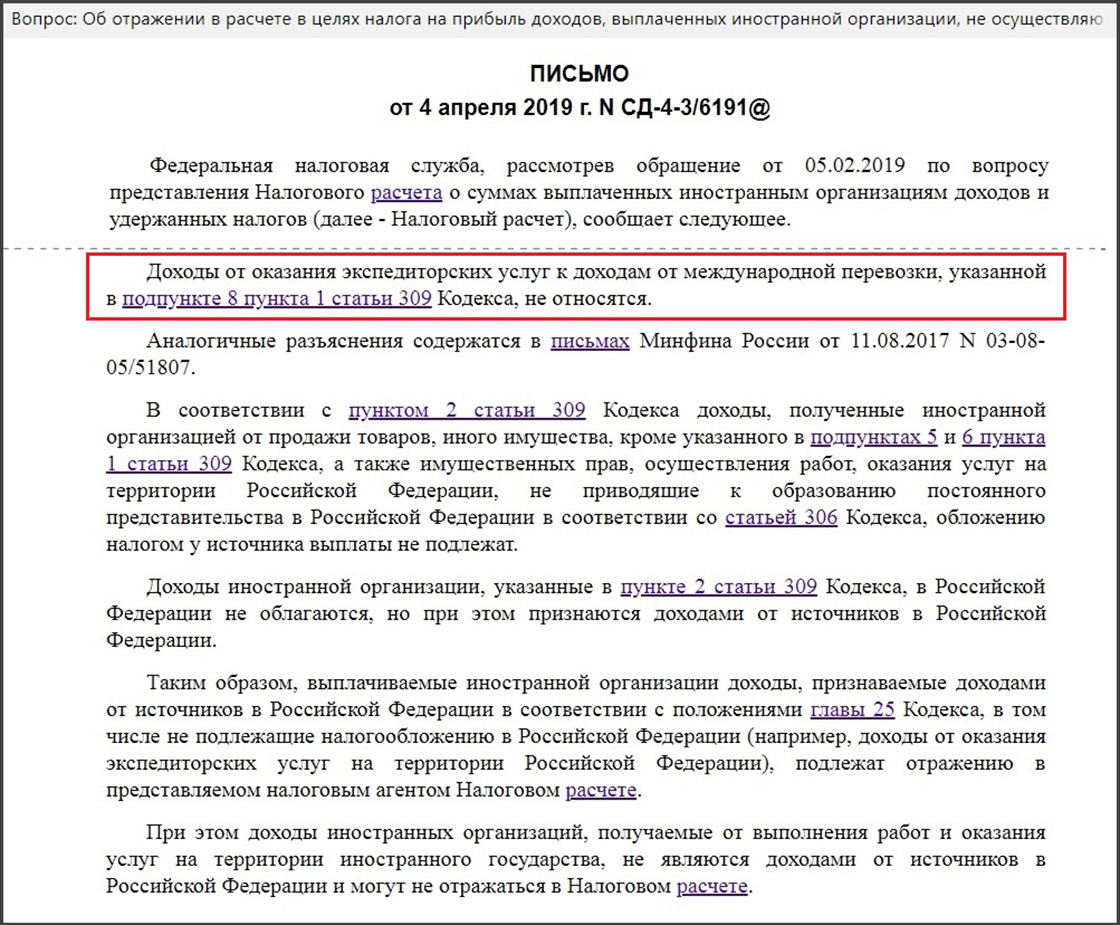 Вопрос: Об отражении в расчете в целях налога на прибыль доходов, выплаченных иностранной организации, не осуществляю
ПИСЬМО
от 4 апреля 2019 г. N СД-4-3/6191@
Федеральная налоговая служба, рассмотрев обращение от 05.02.2019 по вопросу
представления Налогового расчета о суммах выплаченных иностранным организациям доходов и
удержанных налогов (далее - Налоговый расчет), сообщает следующее.
Доходы от оказания экспедиторских услуг к доходам от международной перевозки, указанной
в подпункте 8 пункта 1 статьи 309 Кодекса, не относятся.
Аналогичные разъяснения содержатся в письмах Минфина России от 11.08.2017 N 03-08-
05/51807.
В соответствии с пунктом 2 статьи 309 Кодекса доходы, полученные иностранной
организацией от продажи товаров, иного имущества, кроме указанного в подпунктах 5 и 6 пункта
1 статьи 309 Кодекса, а также имущественных прав, осуществления работ, оказания услуг на
территории Российской Федерации, не приводящие к образованию постоянного
представительства в Российской Федерации в соответствии со статьей 306 Кодекса, обложению
налогом у источника выплаты не подлежат.
Доходы иностранной организации, указанные в пункте 2 статьи 309 Кодекса, в Российской
Федерации не облагаются, но при этом признаются доходами от источников в Российской
Федерации.
Таким образом, выплачиваемые иностранной организации доходы, признаваемые доходами
от источников в Российской Федерации в соответствии с положениями главы 25 Кодекса, в том
числе не подлежащие налогообложению в Российской Федерации (например, доходы от оказания
экспедиторских услуг на территории Российской Федерации), подлежат отражению в
представляемом налоговым агентом Налоговом расчете.
При этом доходы иностранных организаций, получаемые от выполнения работ и оказания
услуг на территории иностранного государства, не являются доходами от источников в
Российской Федерации и могут не отражаться в Налоговом расчете.